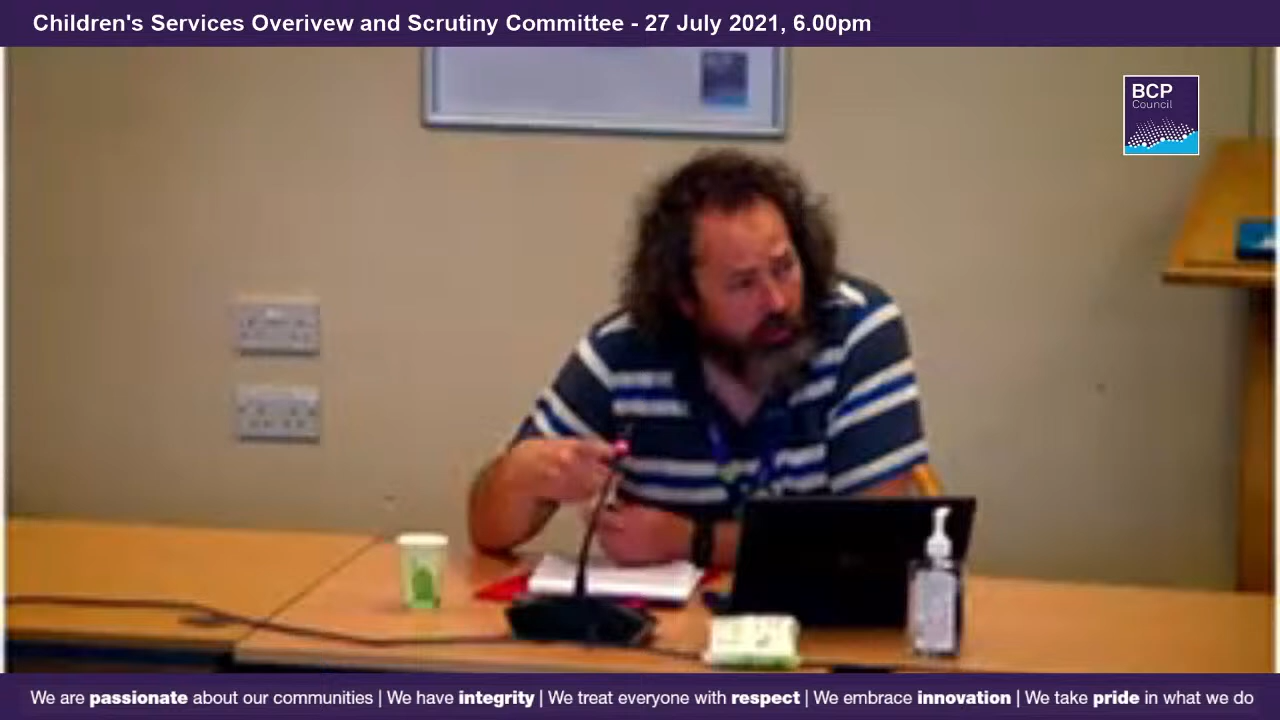 Children's Services Overivew and Scrutiny Committee - 27 July 2021, 6.00pm
BCP
Council
We are passionate about our communities | We have integrity | We treat everyone with respect | We embrace innovation | We take pride in what we do